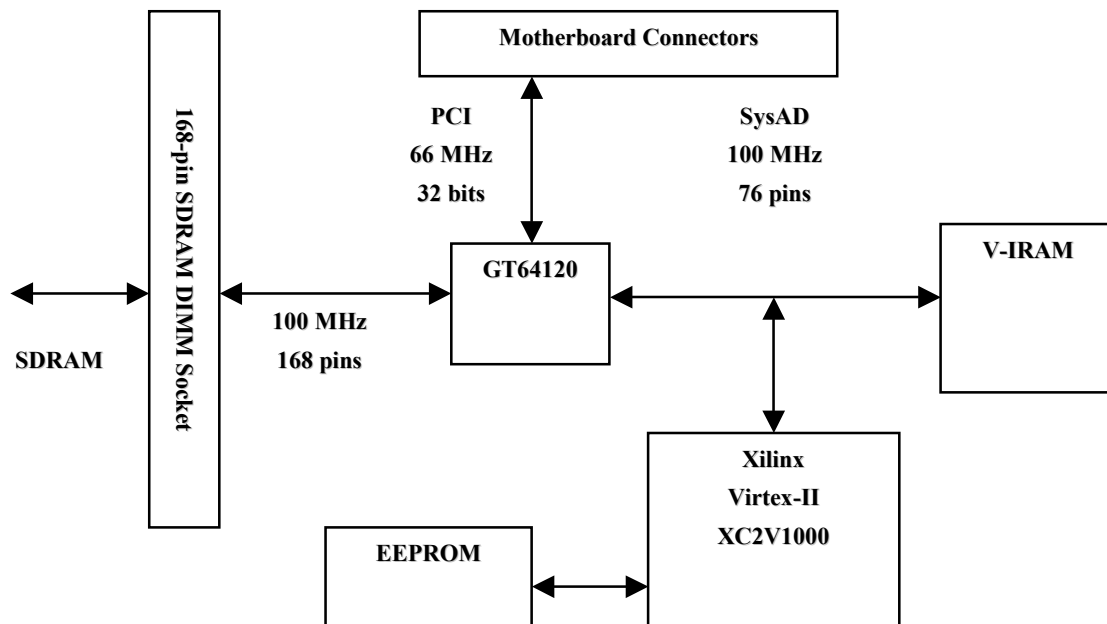 Motherboard Connectors
PCI
66 MHz
32 bits
SysAD
100 MHz
76 pins
168-pin SDRAM DIMM Socket
GT64120
V-IRAM
100 MHz
168 pins
SDRAM
Xilinx
Virtex-II
XC2V1000
EEPROM